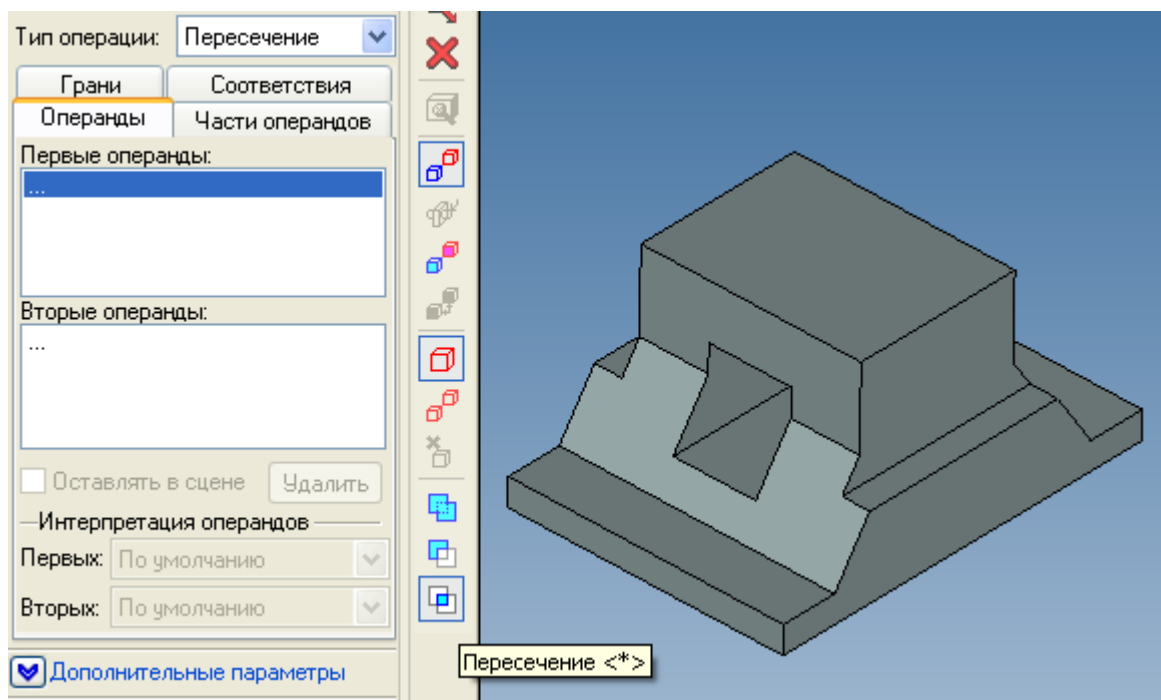 Тип операции: Пересечение
Грани Соответствия
Операнды Части операндов
Первые операнды:
...
Вторые операнды:
...
Оставлять в сцене Удалить
Интерпретация операндов
Первых: По умолчанию
Вторых: По умолчанию
Дополнительные параметры
Пересечение <*>